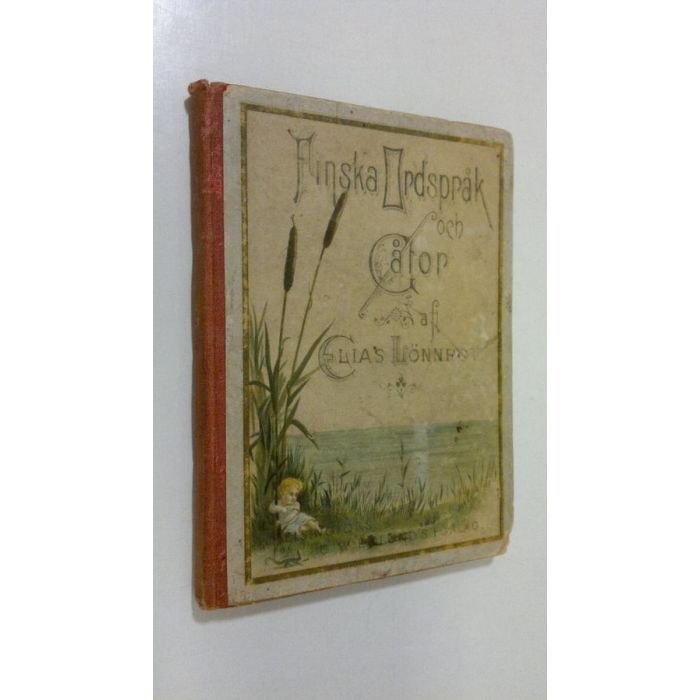 Finska Ordspråk
och
Gåtor
af
Elias Lönnrot